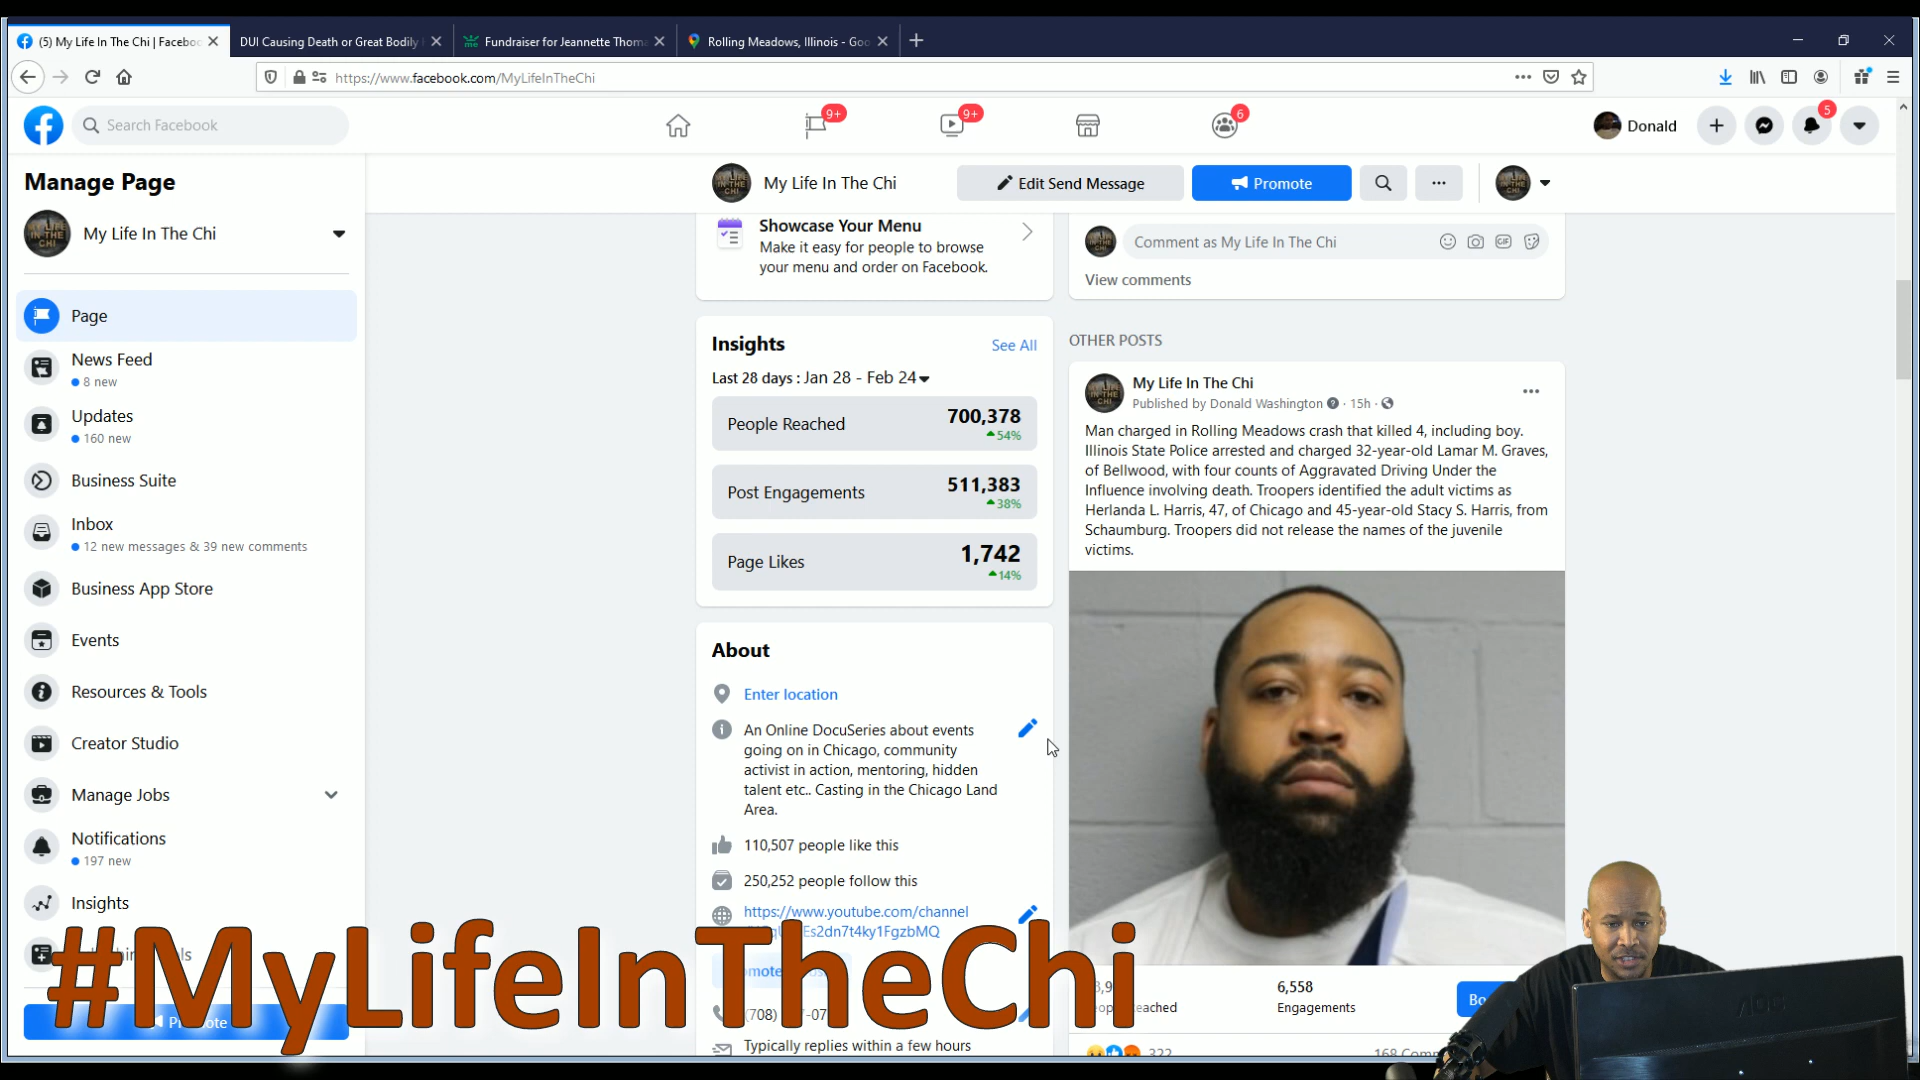 (5) My Life In The Chi | Faceboo
DUI Causing Death or Great Bodily
Fundraiser for Jeannette Thoma
Rolling Meadows, Illinois - Goo
https://www.facebook.com/MyLifeInTheChi
Search Facebook
9+
9+
6
Donald
5
Manage Page
My Life In The Chi
Edit Send Message
Promote
My Life In The Chi
Page
News Feed
8 new
Updates
160 new
Business Suite
Inbox
12 new messages & 39 new comments
Business App Store
Events
Resources & Tools
Creator Studio
Manage Jobs
Notifications
197 new
Insights
Promote
Showcase Your Menu
Make it easy for people to browse
your menu and order on Facebook.
Insights
See All
Last 28 days : Jan 28 - Feb 24
People Reached
700,378
54%
Post Engagements
511,383
38%
Page Likes
1,742
14%
About
Enter location
An Online DocuSeries about events
going on in Chicago, community
activist in action, mentoring, hidden
talent etc.. Casting in the Chicago Land
Area.
110,507 people like this
250,252 people follow this
https://www.youtube.com/channel
Es2dn7t4ky1FgzbMQ
(708)
Typically replies within a few hours
Comment as My Life In The Chi
GIF
View comments
OTHER POSTS
My Life In The Chi
Published by Donald Washington · 15h ·
Man charged in Rolling Meadows crash that killed 4, including boy.
Illinois State Police arrested and charged 32-year-old Lamar M. Graves,
of Bellwood, with four counts of Aggravated Driving Under the
Influence involving death. Troopers identified the adult victims as
Herlanda L. Harris, 47, of Chicago and 45-year-old Stacy S. Harris, from
Schaumburg. Troopers did not release the names of the juvenile
victims.
6,558
Engagements
322
#MyLifeInTheChi